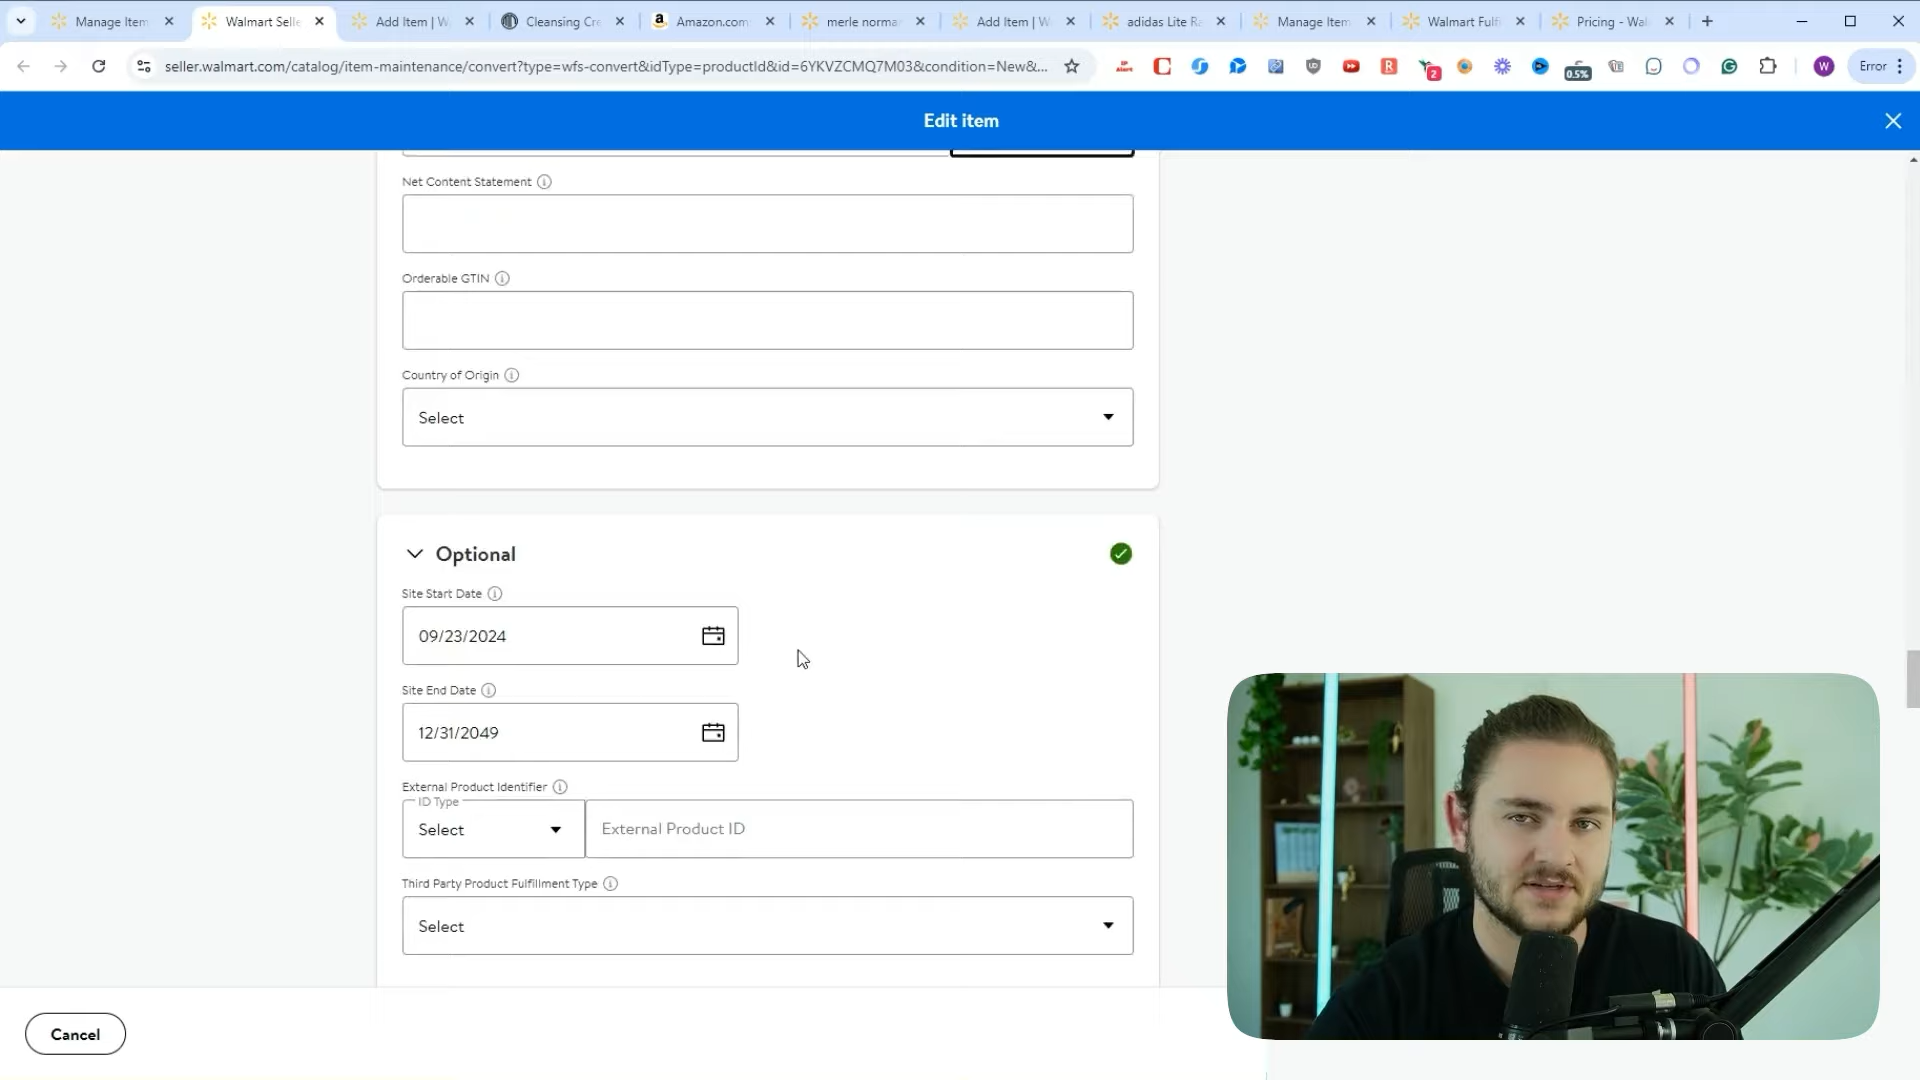 Manage Item
Walmart Selle
Add Item | W
Cleansing Cre
Amazon.com
merle norma
Add Item | W
adidas Lite Ra
Manage Item
Walmart Fulfi
Pricing - Wal
seller.walmart.com/catalog/item-maintenance/convert?type=wfs-convert&idType=productId&id=6YKVZCMQ7M03&condition=New&...
2
0.5%
W
Error
Edit item
Net Content Statement
Orderable GTIN
Country of Origin
Select
Optional
Site Start Date
09/23/2024
Site End Date
12/31/2049
External Product Identifier
ID Type
Select
External Product ID
Third Party Product Fulfillment Type
Select
Cancel